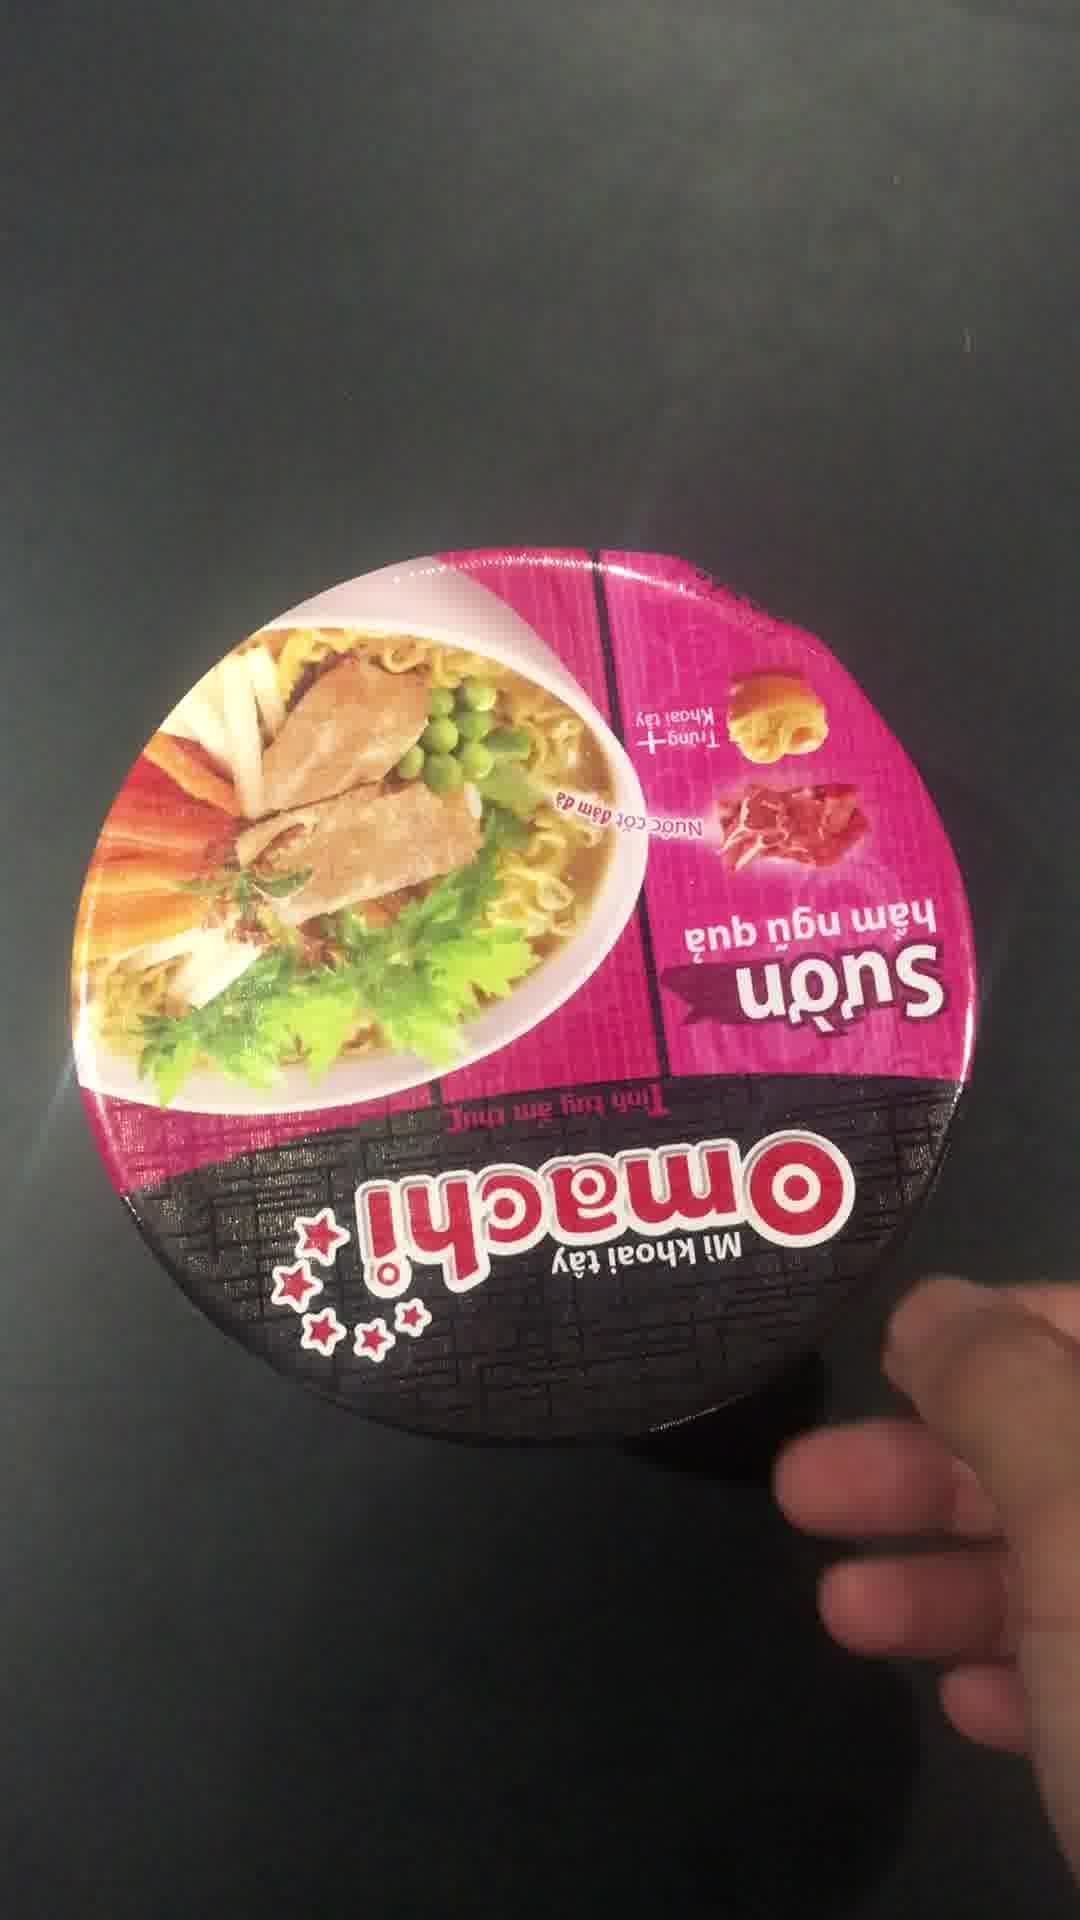 Mì khoai tây
Omachi
Tinh túy ẩm thực
Sườn
hầm ngũ quả
Nước cốt đậm đà
Trứng+
Khoai tây